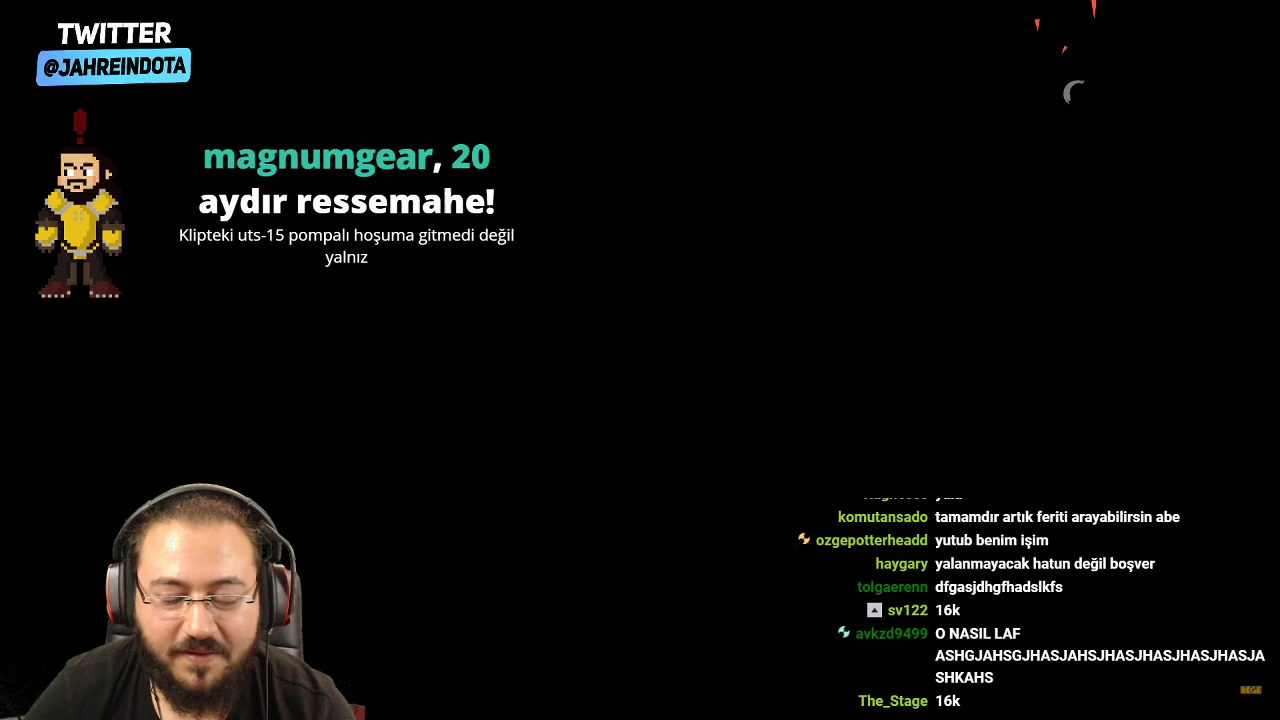 TWITTER
@JAHREINDOTA
magnumgear, 20
aydır ressemahe!
Klipteki uts-15 pompalı hoşuma gitmedi değil
yalnız
komutansado tamamdır artık feriti arayabilirsin abe
ozgepotterheadd yutub benim işim
haygary yalanmayacak hatun değil boşver
tolgaerenn dfgasjdhgfhadslkfs
sv122 16k
avkzd9499 O NASIL LAF
ASHGJAHSGJHASJAHSJHASJHASJHASJHASJA
SHKAHS
BEGE
The_Stage 16k